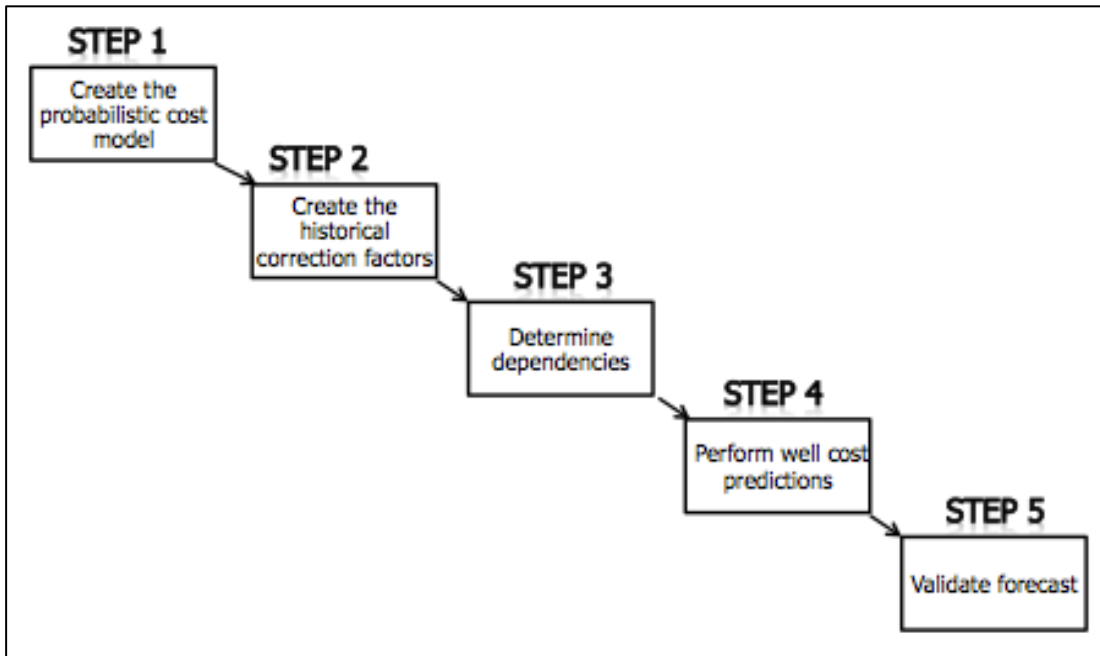 STEP 1
Create the
probabilistic cost
model
STEP 2
Create the
historical
correction factors
STEP 3
Determine
dependencies
STEP 4
Perform well cost
predictions
STEP 5
Validate forecast